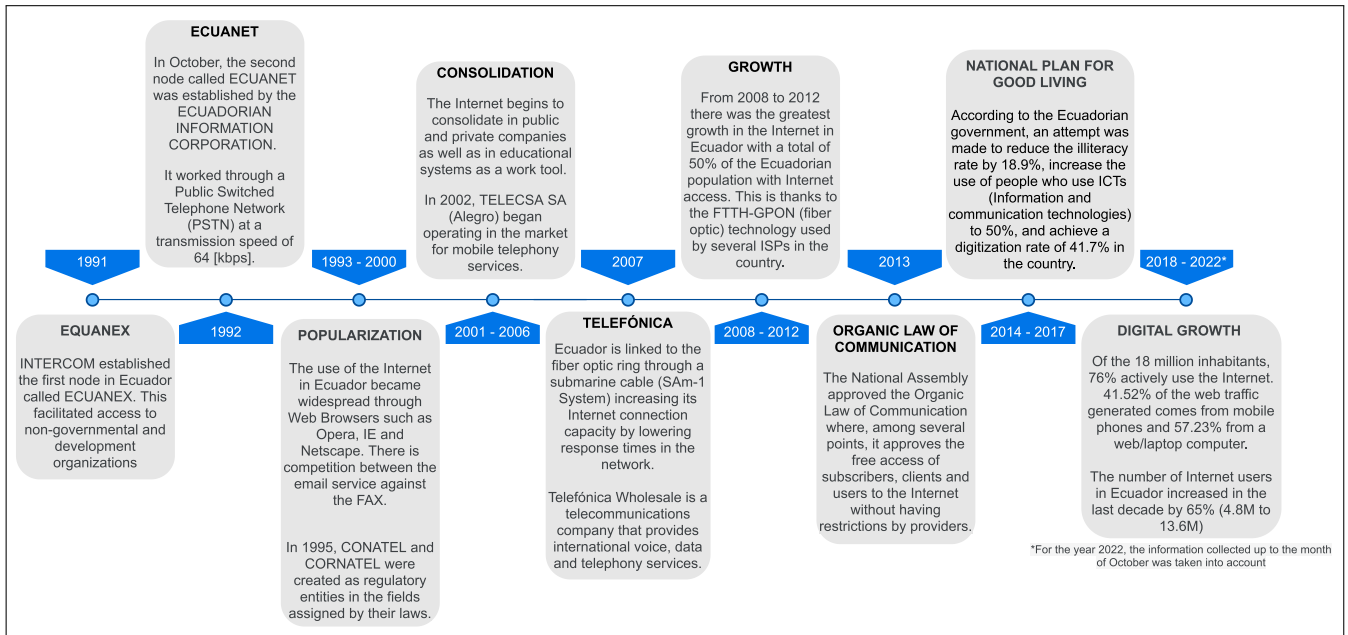 ECUANET
In October, the second
node called ECUANET
was established by the
ECUADORIAN
INFORMATION
CORPORATION.
It worked through a
Public Switched
Telephone Network
(PSTN) at a
transmission speed of
64 [kbps].
CONSOLIDATION
The Internet begins to
consolidate in public
and private companies
as well as in educational
systems as a work tool.
In 2002, TELECSA SA
(Alegro) began
operating in the market
for mobile telephony
services.
GROWTH
From 2008 to 2012
there was the greatest
growth in the Internet in
Ecuador with a total of
50% of the Ecuadorian
population with Internet
access. This is thanks to
the FTTH-GPON (fiber
optic) technology used
by several ISPs in the
country.
NATIONAL PLAN FOR
GOOD LIVING
According to the Ecuadorian
government, an attempt was
made to reduce the illiteracy
rate by 18.9%, increase the
use of people who use ICTs
(Information and
communication technologies)
to 50%, and achieve a
digitization rate of 41.7% in
the country.
1991
1993 - 2000
2007
2013
2018 - 2022*
1992
2001 - 2006
2008 - 2012
2014 - 2017
EQUANEX
INTERCOM established
the first node in Ecuador
called ECUANEX. This
facilitated access to
non-governmental and
development
organizations
POPULARIZATION
The use of the Internet
in Ecuador became
widespread through
Web Browsers such as
Opera, IE and
Netscape. There is
competition between the
email service against
the FAX.
In 1995, CONATEL and
CORNATEL were
created as regulatory
entities in the fields
assigned by their laws.
TELEFÓNICA
Ecuador is linked to the
fiber optic ring through a
submarine cable (SAm-1
System) increasing its
Internet connection
capacity by lowering
response times in the
network.
Telefónica Wholesale is a
telecommunications
company that provides
international voice, data
and telephony services.
ORGANIC LAW OF
COMMUNICATION
The National Assembly
approved the Organic
Law of Communication
where, among several
points, it approves the
free access of
subscribers, clients and
users to the Internet
without having
restrictions by providers.
DIGITAL GROWTH
Of the 18 million inhabitants,
76% actively use the Internet.
41.52% of the web traffic
generated comes from mobile
phones and 57.23% from a
web/laptop computer.
The number of Internet users
in Ecuador increased in the
last decade by 65% (4.8M to
13.6M)
*For the year 2022, the information collected up to the month
of October was taken into account